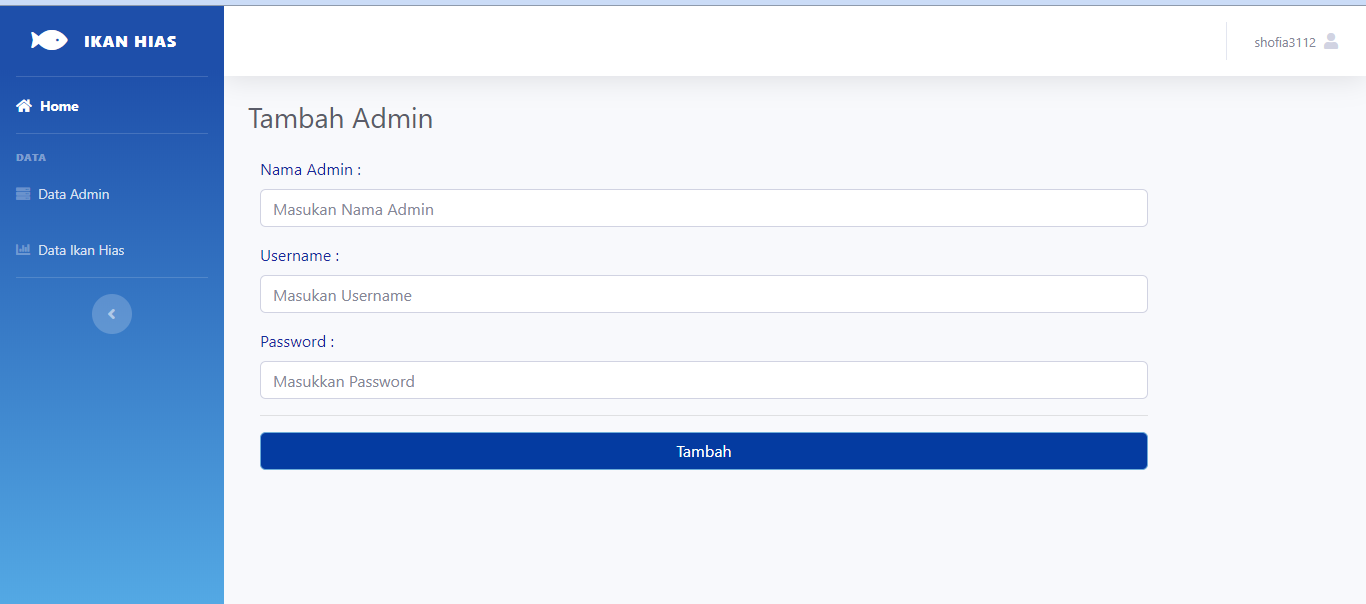 IKAN HIAS
shofia3112
Home
DATA
Data Admin
Data Ikan Hias
Tambah Admin
Nama Admin :
Masukan Nama Admin
Username :
Masukan Username
Password :
Masukkan Password
Tambah